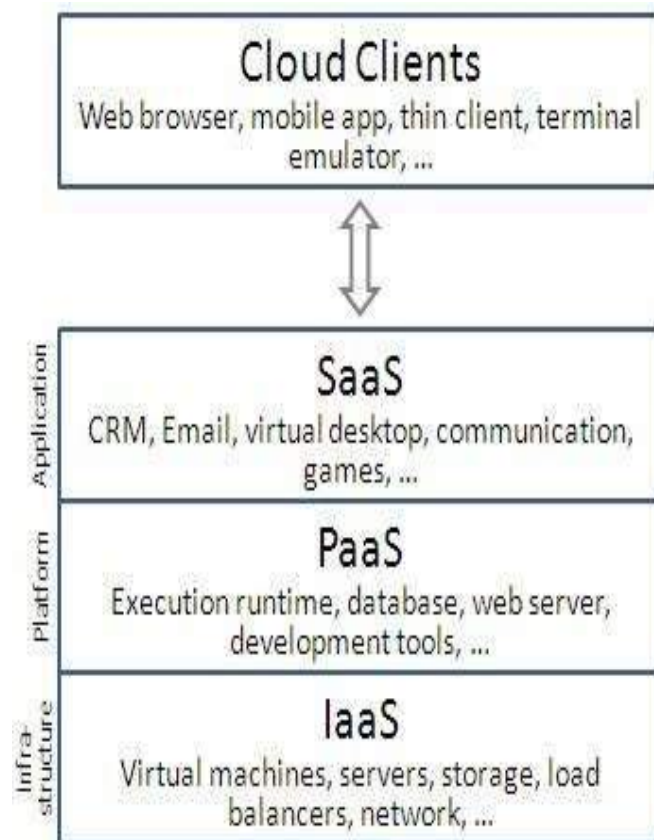 Cloud Clients
Web browser, mobile app, thin client, terminal
emulator, ...
Application
SaaS
CRM, Email, virtual desktop, communication,
games, ...
Platform
PaaS
Execution runtime, database, web server,
development tools, ...
Infra-
structure
IaaS
Virtual machines, servers, storage, load
balancers, network, ...